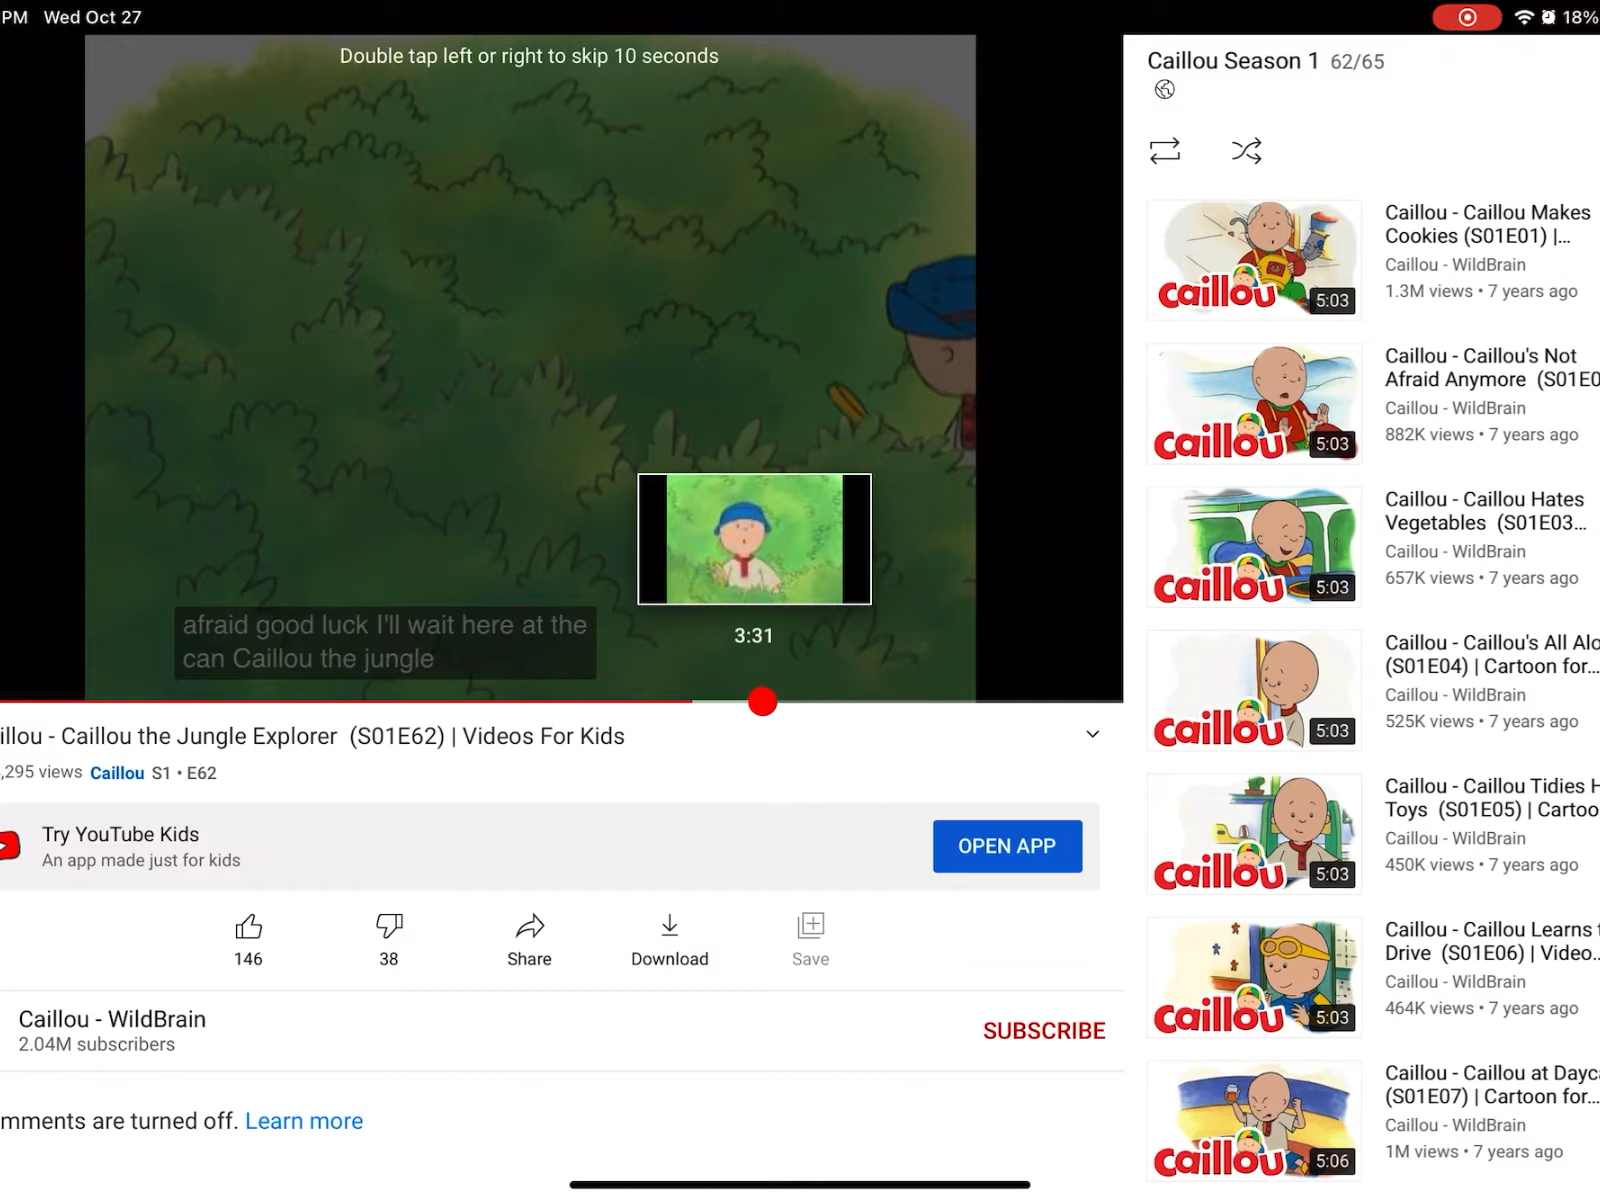 PM Wed Oct 27
18%
Double tap left or right to skip 10 seconds
afraid good luck I'll wait here at the
can Caillou the jungle
3:31
illou - Caillou the Jungle Explorer (S01E62) | Videos For Kids
,295 views Caillou S1 • E62
Try YouTube Kids
An app made just for kids
OPEN APP
146
38
Share
Download
Save
Caillou - WildBrain
2.04M subscribers
SUBSCRIBE
mments are turned off. Learn more
Caillou Season 1 62/65
caillou
5:03
Caillou - Caillou Makes
Cookies (S01E01) |...
Caillou - WildBrain
1.3M views • 7 years ago
caillou
5:03
Caillou - Caillou's Not
Afraid Anymore (S01E0
Caillou - WildBrain
882K views • 7 years ago
caillou
5:03
Caillou - Caillou Hates
Vegetables (S01E03...
Caillou - WildBrain
657K views • 7 years ago
caillou
5:03
Caillou - Caillou's All Alo
(S01E04) | Cartoon for...
Caillou - WildBrain
525K views • 7 years ago
caillou
5:03
Caillou - Caillou Tidies H
Toys (S01E05) | Cartoo
Caillou - WildBrain
450K views • 7 years ago
caillou
5:03
Caillou - Caillou Learns t
Drive (S01E06) | Video...
Caillou - WildBrain
464K views • 7 years ago
caillou
5:06
Caillou - Caillou at Dayca
(S01E07) | Cartoon for...
Caillou - WildBrain
1M views • 7 years ago